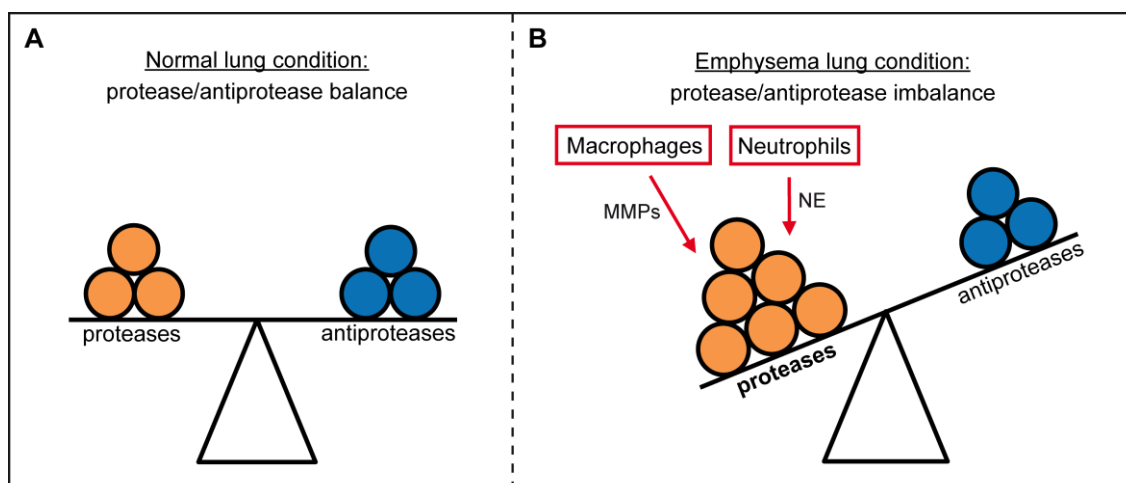 A
Normal lung condition:
protease/antiprotease balance
proteases
antiproteases
B
Emphysema lung condition:
protease/antiprotease imbalance
Macrophages
Neutrophils
MMPs
NE
proteases
antiproteases